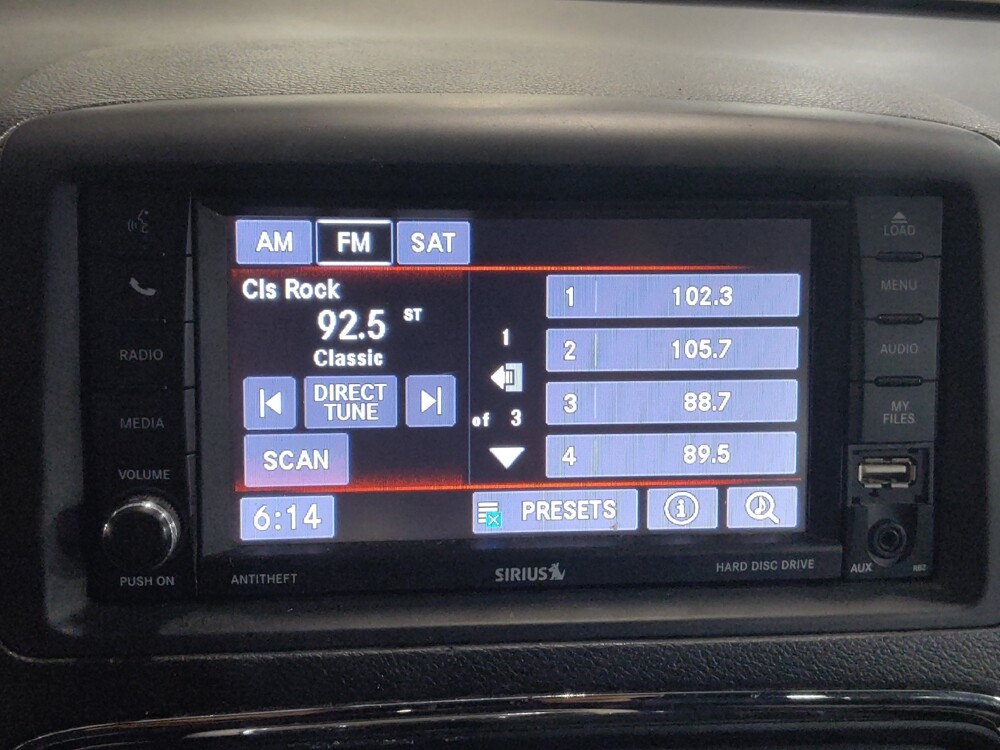 AM FM SAT
Cls Rock
92.5 ST
Classic
DIRECT
TUNE
SCAN
6:14
1
of 3
1 102.3
2 105.7
3 88.7
4 89.5
PRESETS
RADIO
MEDIA
VOLUME
PUSH ON
ANTITHEFT
SIRIUS
HARD DISC DRIVE
LOAD
MENU
AUDIO
MY
FILES
AUX